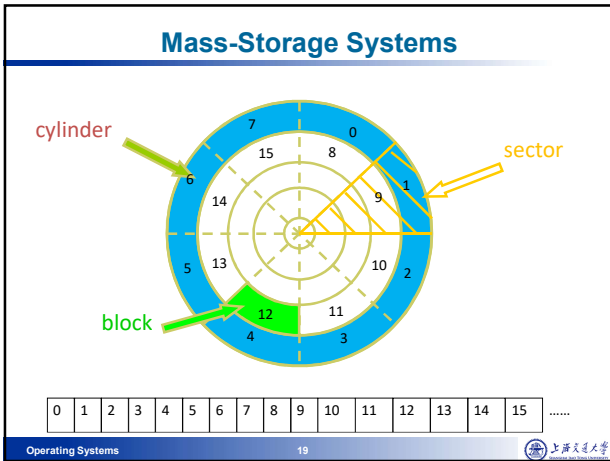 Mass-Storage Systems
cylinder
sector
block
7
0
6
15
8
1
14
9
5
13
10
2
12
11
4
3
0 1 2 3 4 5 6 7 8 9 10 11 12 13 14 15 ......
Operating Systems
19
上海交通大学